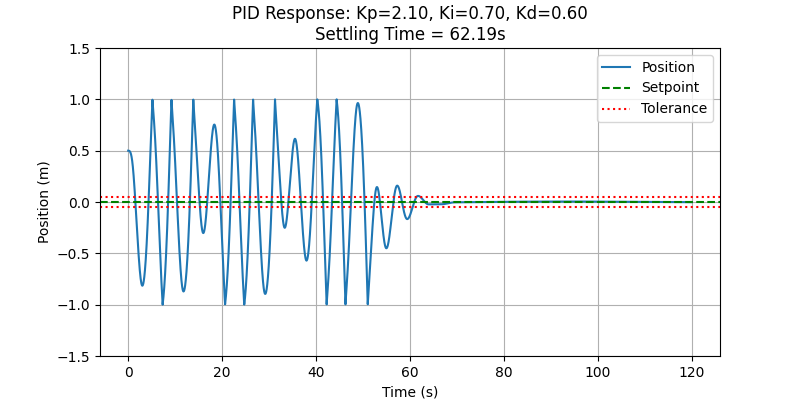 PID Response: Kp=2.10, Ki=0.70, Kd=0.60
Settling Time = 62.19s
Position
Setpoint
Tolerance
Position (m)
1.5
1.0
0.5
0.0
−0.5
−1.0
−1.5
0 20 40 60 80 100 120
Time (s)